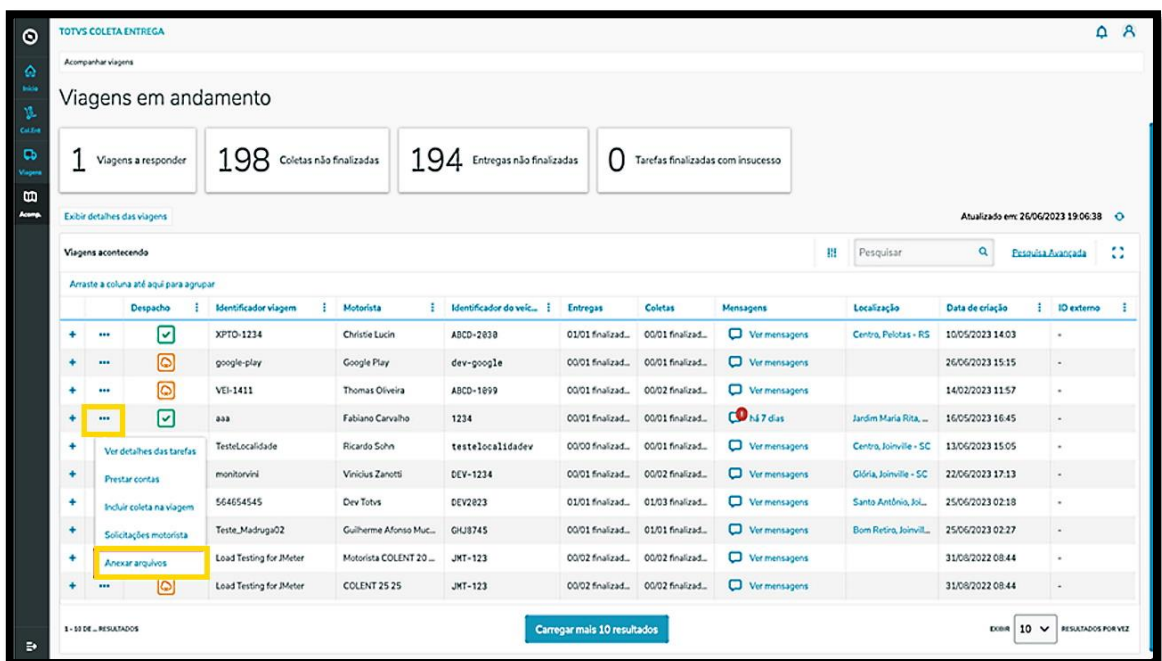 TOTVS COLETA ENTREGA
Início
Col.Ent
Viagens
Acomp.
Acompanhar viagens
Viagens em andamento
1 Viagens a responder
198 Coletas não finalizadas
194 Entregas não finalizadas
0 Tarefas finalizadas com insucesso
Exibir detalhes das viagens
Atualizado em: 26/06/2023 19:06:38
Viagens acontecendo
Pesquisar
Pesquisa Avançada
Arraste a coluna até aqui para agrupar
Despacho Identificador viagem Motorista Identificador do veíc... Entregas Coletas Mensagens Localização Data de criação ID externo
XPTO-1234 Christie Lucin ABCD-2030 01/01 finalizad... 00/01 finalizad... Ver mensagens Centro, Pelotas - RS 10/05/2023 14:03 -
google-play Google Play dev-google 00/01 finalizad... 00/01 finalizad... Ver mensagens 26/06/2023 15:15 -
VEI-1411 Thomas Oliveira ABCD-1099 00/01 finalizad... 00/02 finalizad... Ver mensagens 14/02/2023 11:57 -
aaa Fabiano Carvalho 1234 00/01 finalizad... 00/01 finalizad... há 7 dias Jardim Maria Rita, ... 16/05/2023 16:45 -
TesteLocalidade Ricardo Sohn testelocalidadev 00/00 finalizad... 00/01 finalizad... Ver mensagens Centro, Joinville - SC 13/06/2023 15:05 -
monitorvini Vinicius Zanotti DEV-1234 00/01 finalizad... 00/02 finalizad... Ver mensagens Glória, Joinville - SC 22/06/2023 17:13 -
564654545 Dev Totvs DEV2023 01/01 finalizad... 01/03 finalizad... Ver mensagens Santo Antônio, Joi... 25/06/2023 02:18 -
Teste_Madruga02 Guilherme Afonso Muc... GHJ8745 00/01 finalizad... 00/01 finalizad... Ver mensagens Bom Retiro, Joinvill... 25/06/2023 02:27 -
Load Testing for JMeter Motorista COLENT 20 ... JMT-123 00/02 finalizad... 00/02 finalizad... Ver mensagens 31/08/2022 08:44 -
Load Testing for JMeter COLENT 25 25 JMT-123 00/02 finalizad... 00/02 finalizad... Ver mensagens 31/08/2022 08:44 -
Ver detalhes das tarefas
Prestar contas
Incluir coleta na viagem
Solicitações motorista
Anexar arquivos
1 - 10 DE ... RESULTADOS
Carregar mais 10 resultados
EXIBIR 10 RESULTADOS POR VEZ